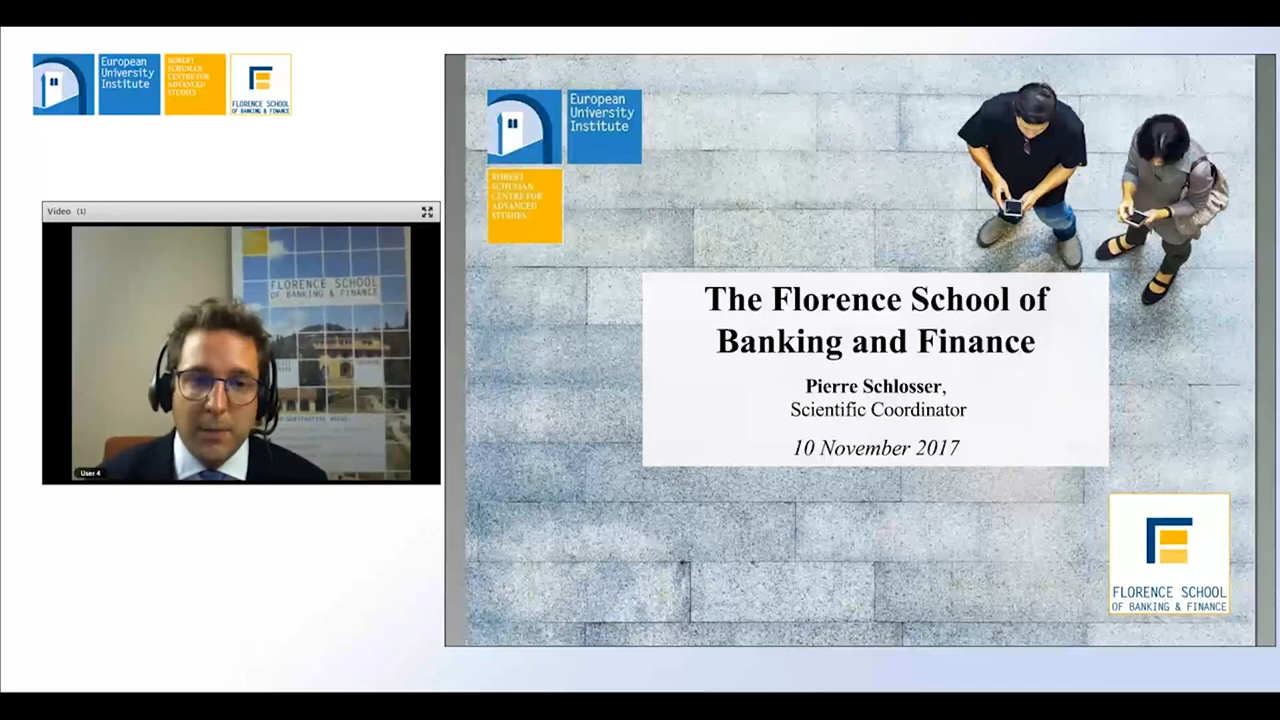 European
University
Institute
ROBERT
SCHUMAN
CENTRE FOR
ADVANCED
STUDIES
FLORENCE SCHOOL
OF BANKING & FINANCE
Video (1)
FLORENCE SCHOOL
OF BANKING & FINANCE
User 4
European
University
Institute
ROBERT
SCHUMAN
CENTRE FOR
ADVANCED
STUDIES
The Florence School of
Banking and Finance
Pierre Schlosser,
Scientific Coordinator
10 November 2017
FLORENCE SCHOOL
OF BANKING & FINANCE